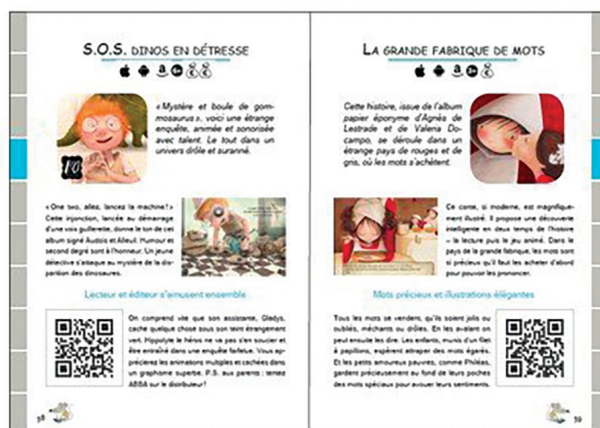 S.O.S. DINOS EN DÉTRESSE
« Mystère et boule de gom-
mosaurus », voici une étrange
enquête, animée et sonorisée
avec talent. Le tout dans un
univers drôle et suranné.
« One two, allez, lancez la machine ! »
Cette injonction, lancée au démarrage
d'une voix guillerette, donne le ton de cet
album signé Audois et Alleuil. Humour et
second degré sont à l'honneur. Un jeune
détective s'attaque au mystère de la dis-
parition des dinosaures.
Lecteur et éditeur s'amusent ensemble
On comprend vite que son assistante, Gladys,
cache quelque chose sous son teint étrangement
vert. Hippolyte le héros ne va pas s'en soucier et
être entraîné dans une enquête farfelue. Vous ap-
précierez les animations multiples et cachées dans
un graphisme superbe. P.S. aux parents : tentez
ABBA sur le distributeur !
38
LA GRANDE FABRIQUE DE MOTS
Cette histoire, issue de l'album
papier éponyme d'Agnès de
Lestrade et de Valeria Do-
campo, se déroule dans un
étrange pays de rouges et de
gris, où les mots s'achètent.
Ce conte, si moderne, est magnifique-
ment illustré. Il propose une découverte
intelligente en deux temps de l'histoire
– la lecture puis le jeu animé. Dans le
pays de la grande fabrique, les mots sont
si précieux qu'il faut les acheter d'abord
pour pouvoir les prononcer.
Mots précieux et illustrations élégantes
Tous les mots se vendent, qu'ils soient jolis ou
oubliés, méchants ou drôles. En les avalant on
peut ensuite les dire. Les enfants, munis d'un filet
à papillons, espèrent attraper des mots égarés.
Et les petits amoureux pauvres, comme Philéas,
gardent précieusement au fond de leurs poches
des mots spéciaux pour avouer leurs sentiments.
39